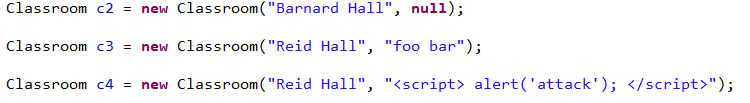 Classroom c2 = new Classroom("Barnard Hall", null);
Classroom c3 = new Classroom("Reid Hall", "foo bar");
Classroom c4 = new Classroom("Reid Hall", "<script> alert('attack'); </script>");